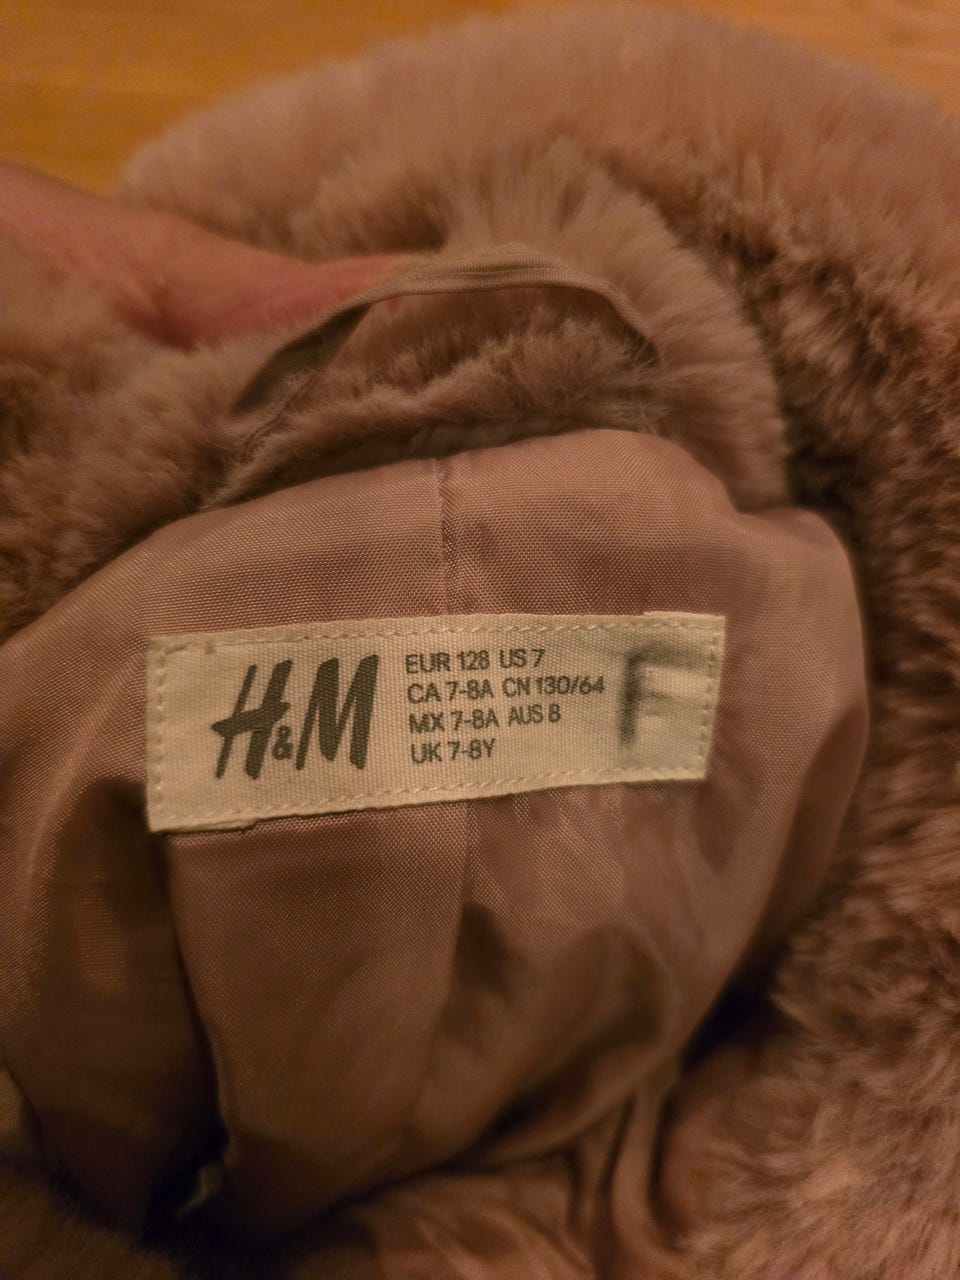 H&M
EUR 128 US 7
CA 7-8A CN 130/64
MX 7-8A AUS 8
UK 7-8Y
F